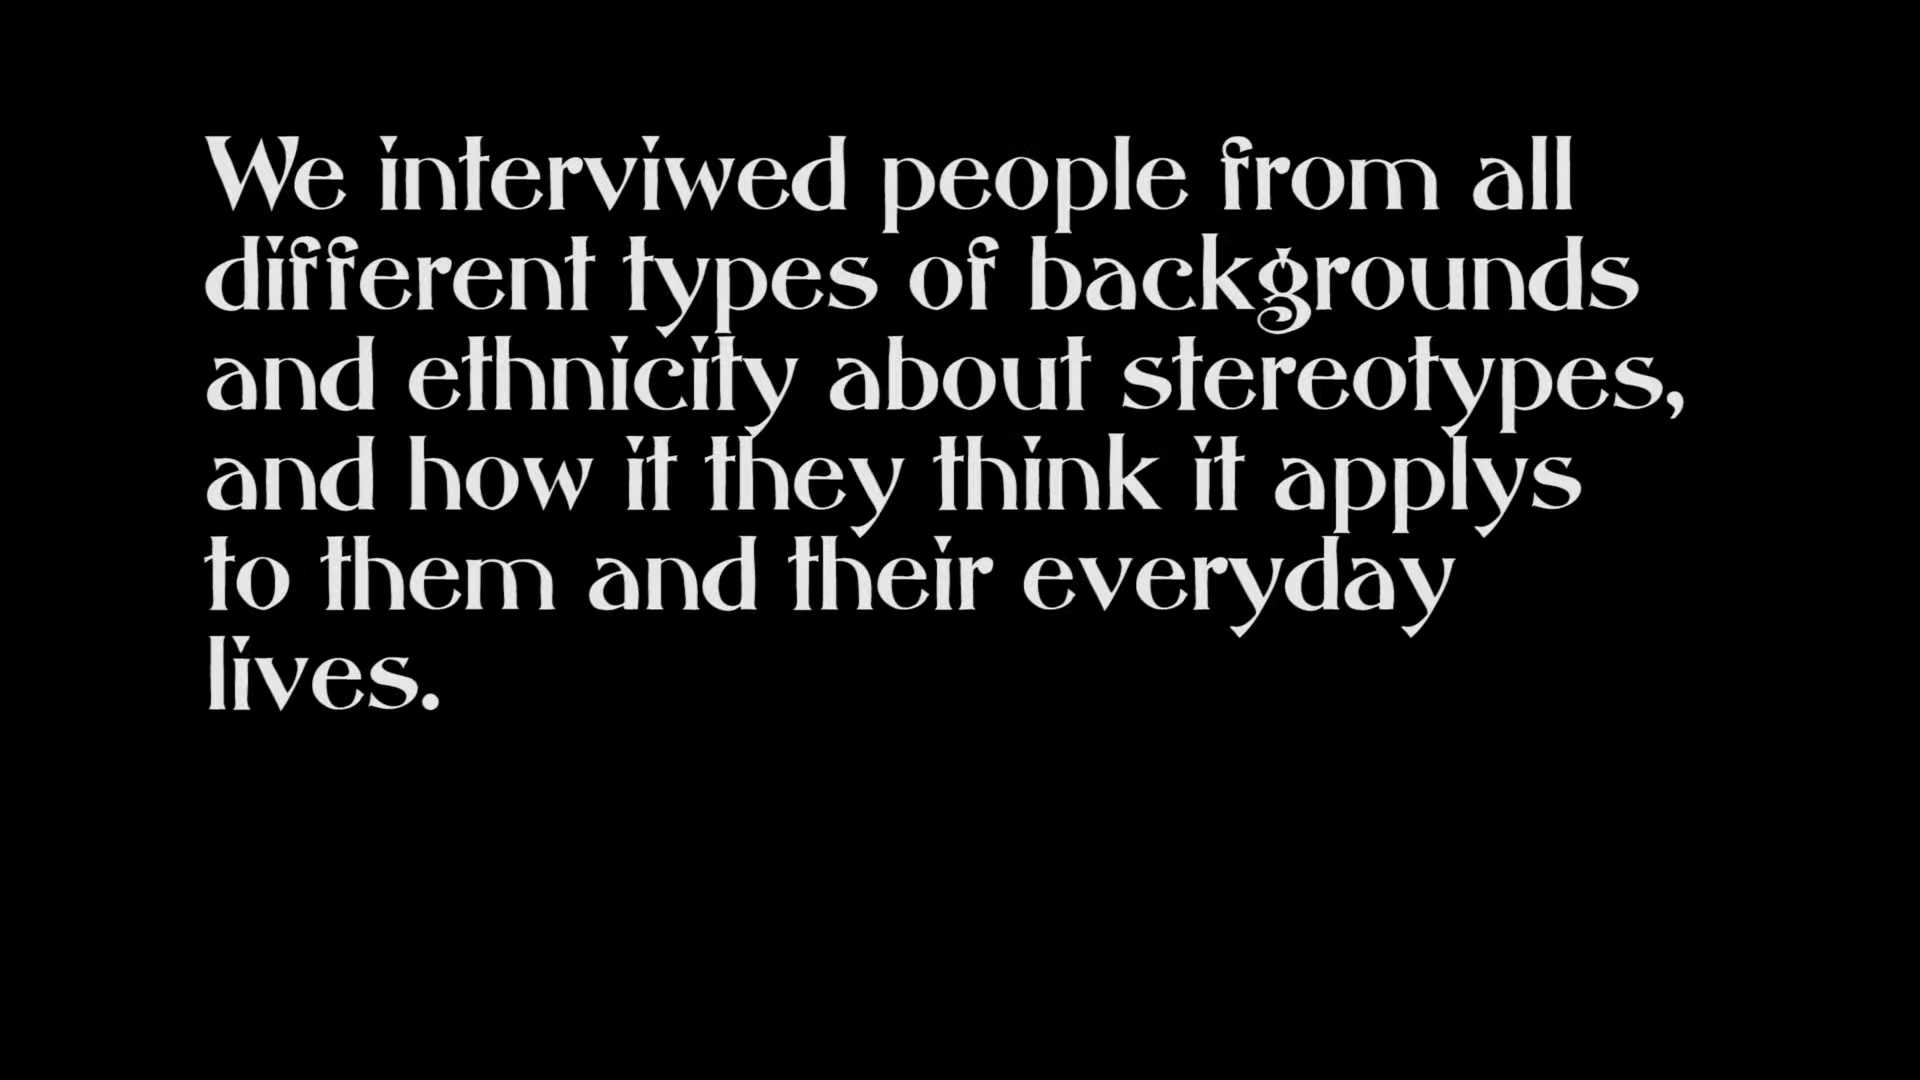 We interviwed people from all
different types of backgrounds
and ethnicity about stereotypes,
and how it they think it applys
to them and their everyday
lives.